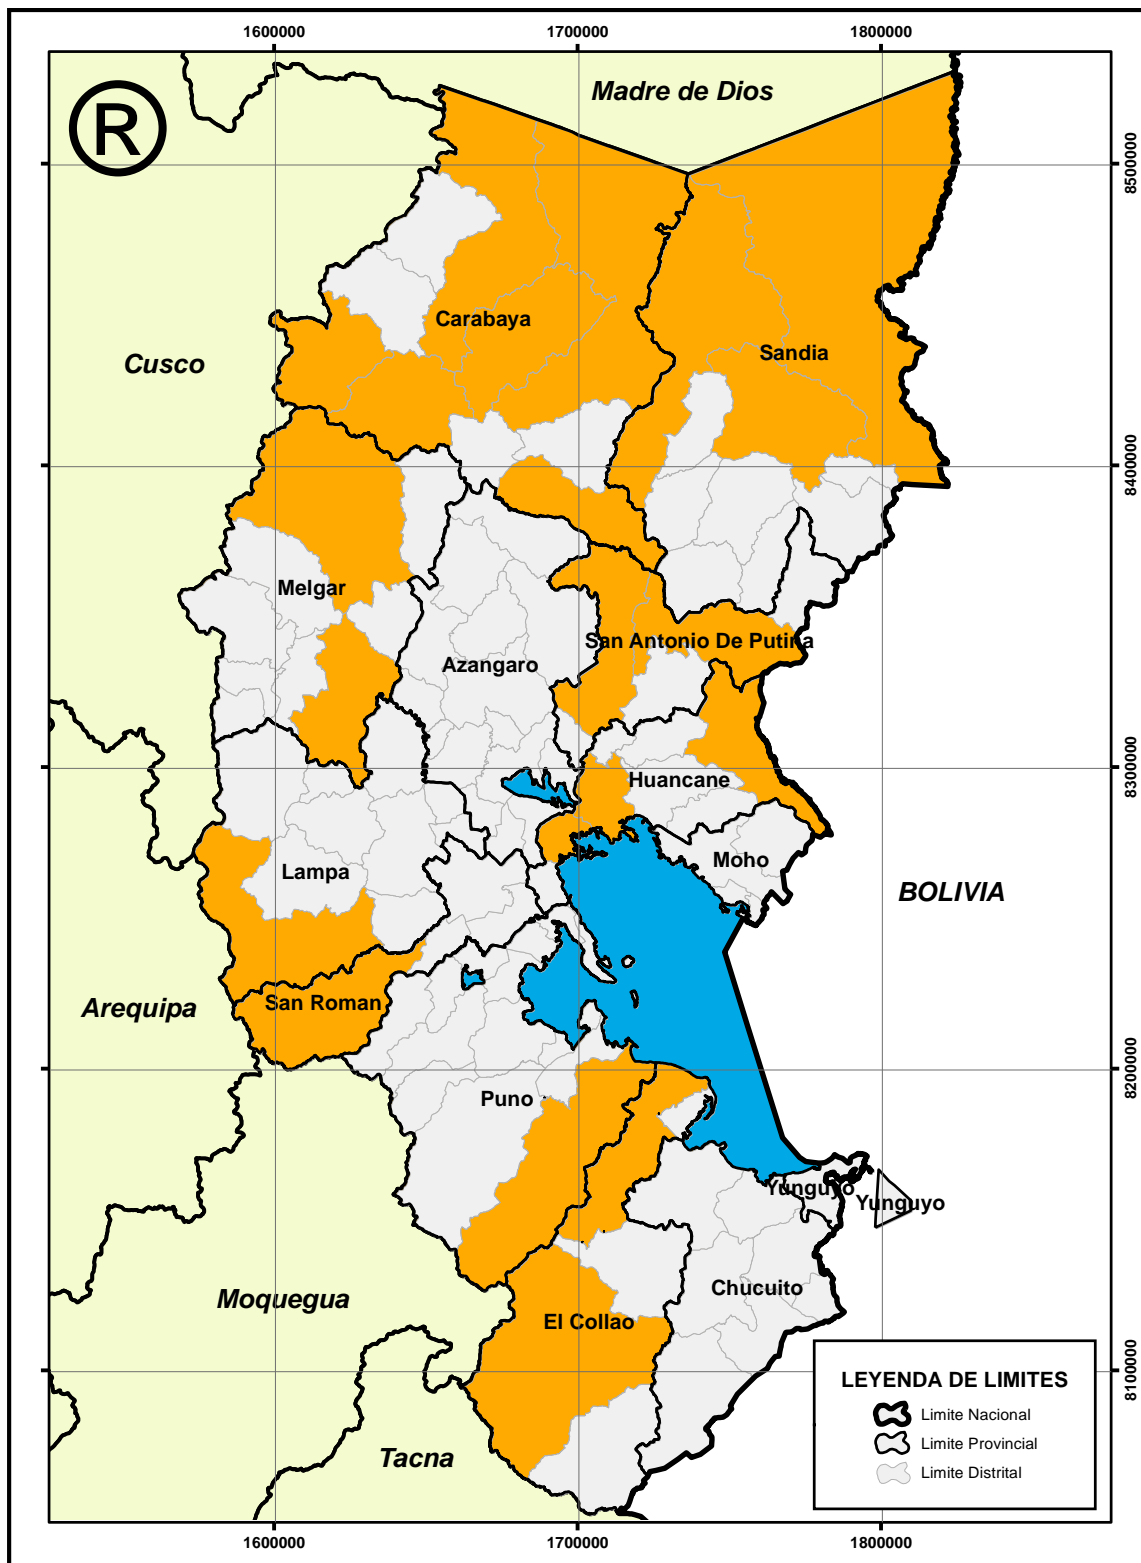 1600000
1700000
1800000
Madre de Dios
®
8500000
8500000
Carabaya
Sandia
Cusco
8400000
Melgar
San Antonio De Putina
Azangaro
8300000
Huancane
Moho
Lampa
BOLIVIA
San Roman
Arequipa
8200000
Puno
Yunguyo
Yunguyo
Chucuito
Moquegua
El Collao
8100000
LEYENDA DE LIMITES
Limite Nacional
Limite Provincial
Limite Distrital
Tacna
1600000
1700000
1800000